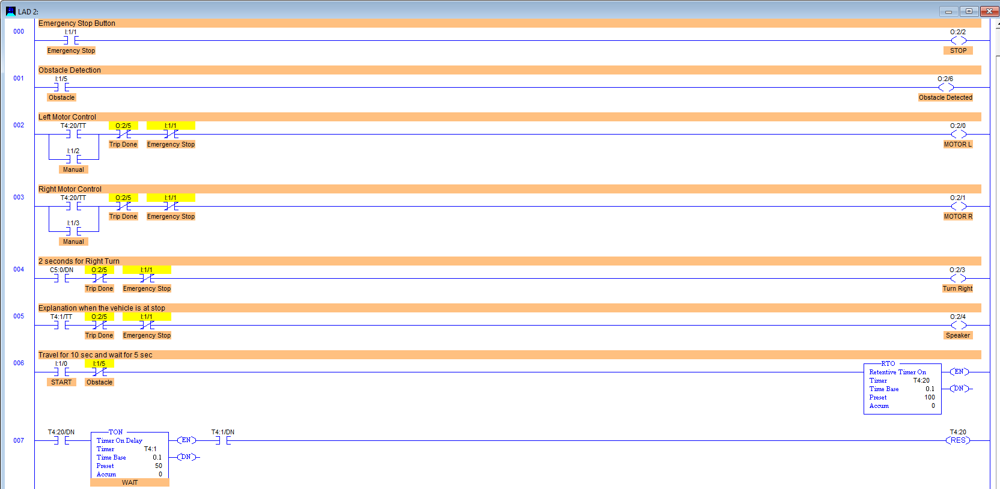 LAD 2:
Emergency Stop Button
000
I:1/1
O:2/2
Emergency Stop
STOP
Obstacle Detection
001
I:1/5
O:2/6
Obstacle
Obstacle Detected
Left Motor Control
002
T4:20/TT
O:2/5
I:1/1
O:2/0
Trip Done
Emergency Stop
MOTOR L
I:1/2
Manual
Right Motor Control
003
T4:20/TT
O:2/5
I:1/1
O:2/1
Trip Done
Emergency Stop
MOTOR R
I:1/3
Manual
2 seconds for Right Turn
004
C5:0/DN
O:2/5
I:1/1
O:2/3
Trip Done
Emergency Stop
Turn Right
Explanation when the vehicle is at stop
005
T4:1/TT
O:2/5
I:1/1
O:2/4
Trip Done
Emergency Stop
Speaker
Travel for 10 sec and wait for 5 sec
006
I:1/0
I:1/5
START
Obstacle
RTO
Retentive Timer On
EN
Timer T4:20
Time Base 0.1
DN
Preset 100
Accum 0
007
T4:20/DN
TON
Timer On Delay
EN
Timer T4:1
Time Base 0.1
DN
Preset 50
Accum 0
WAIT
T4:1/DN
T4:20
RES